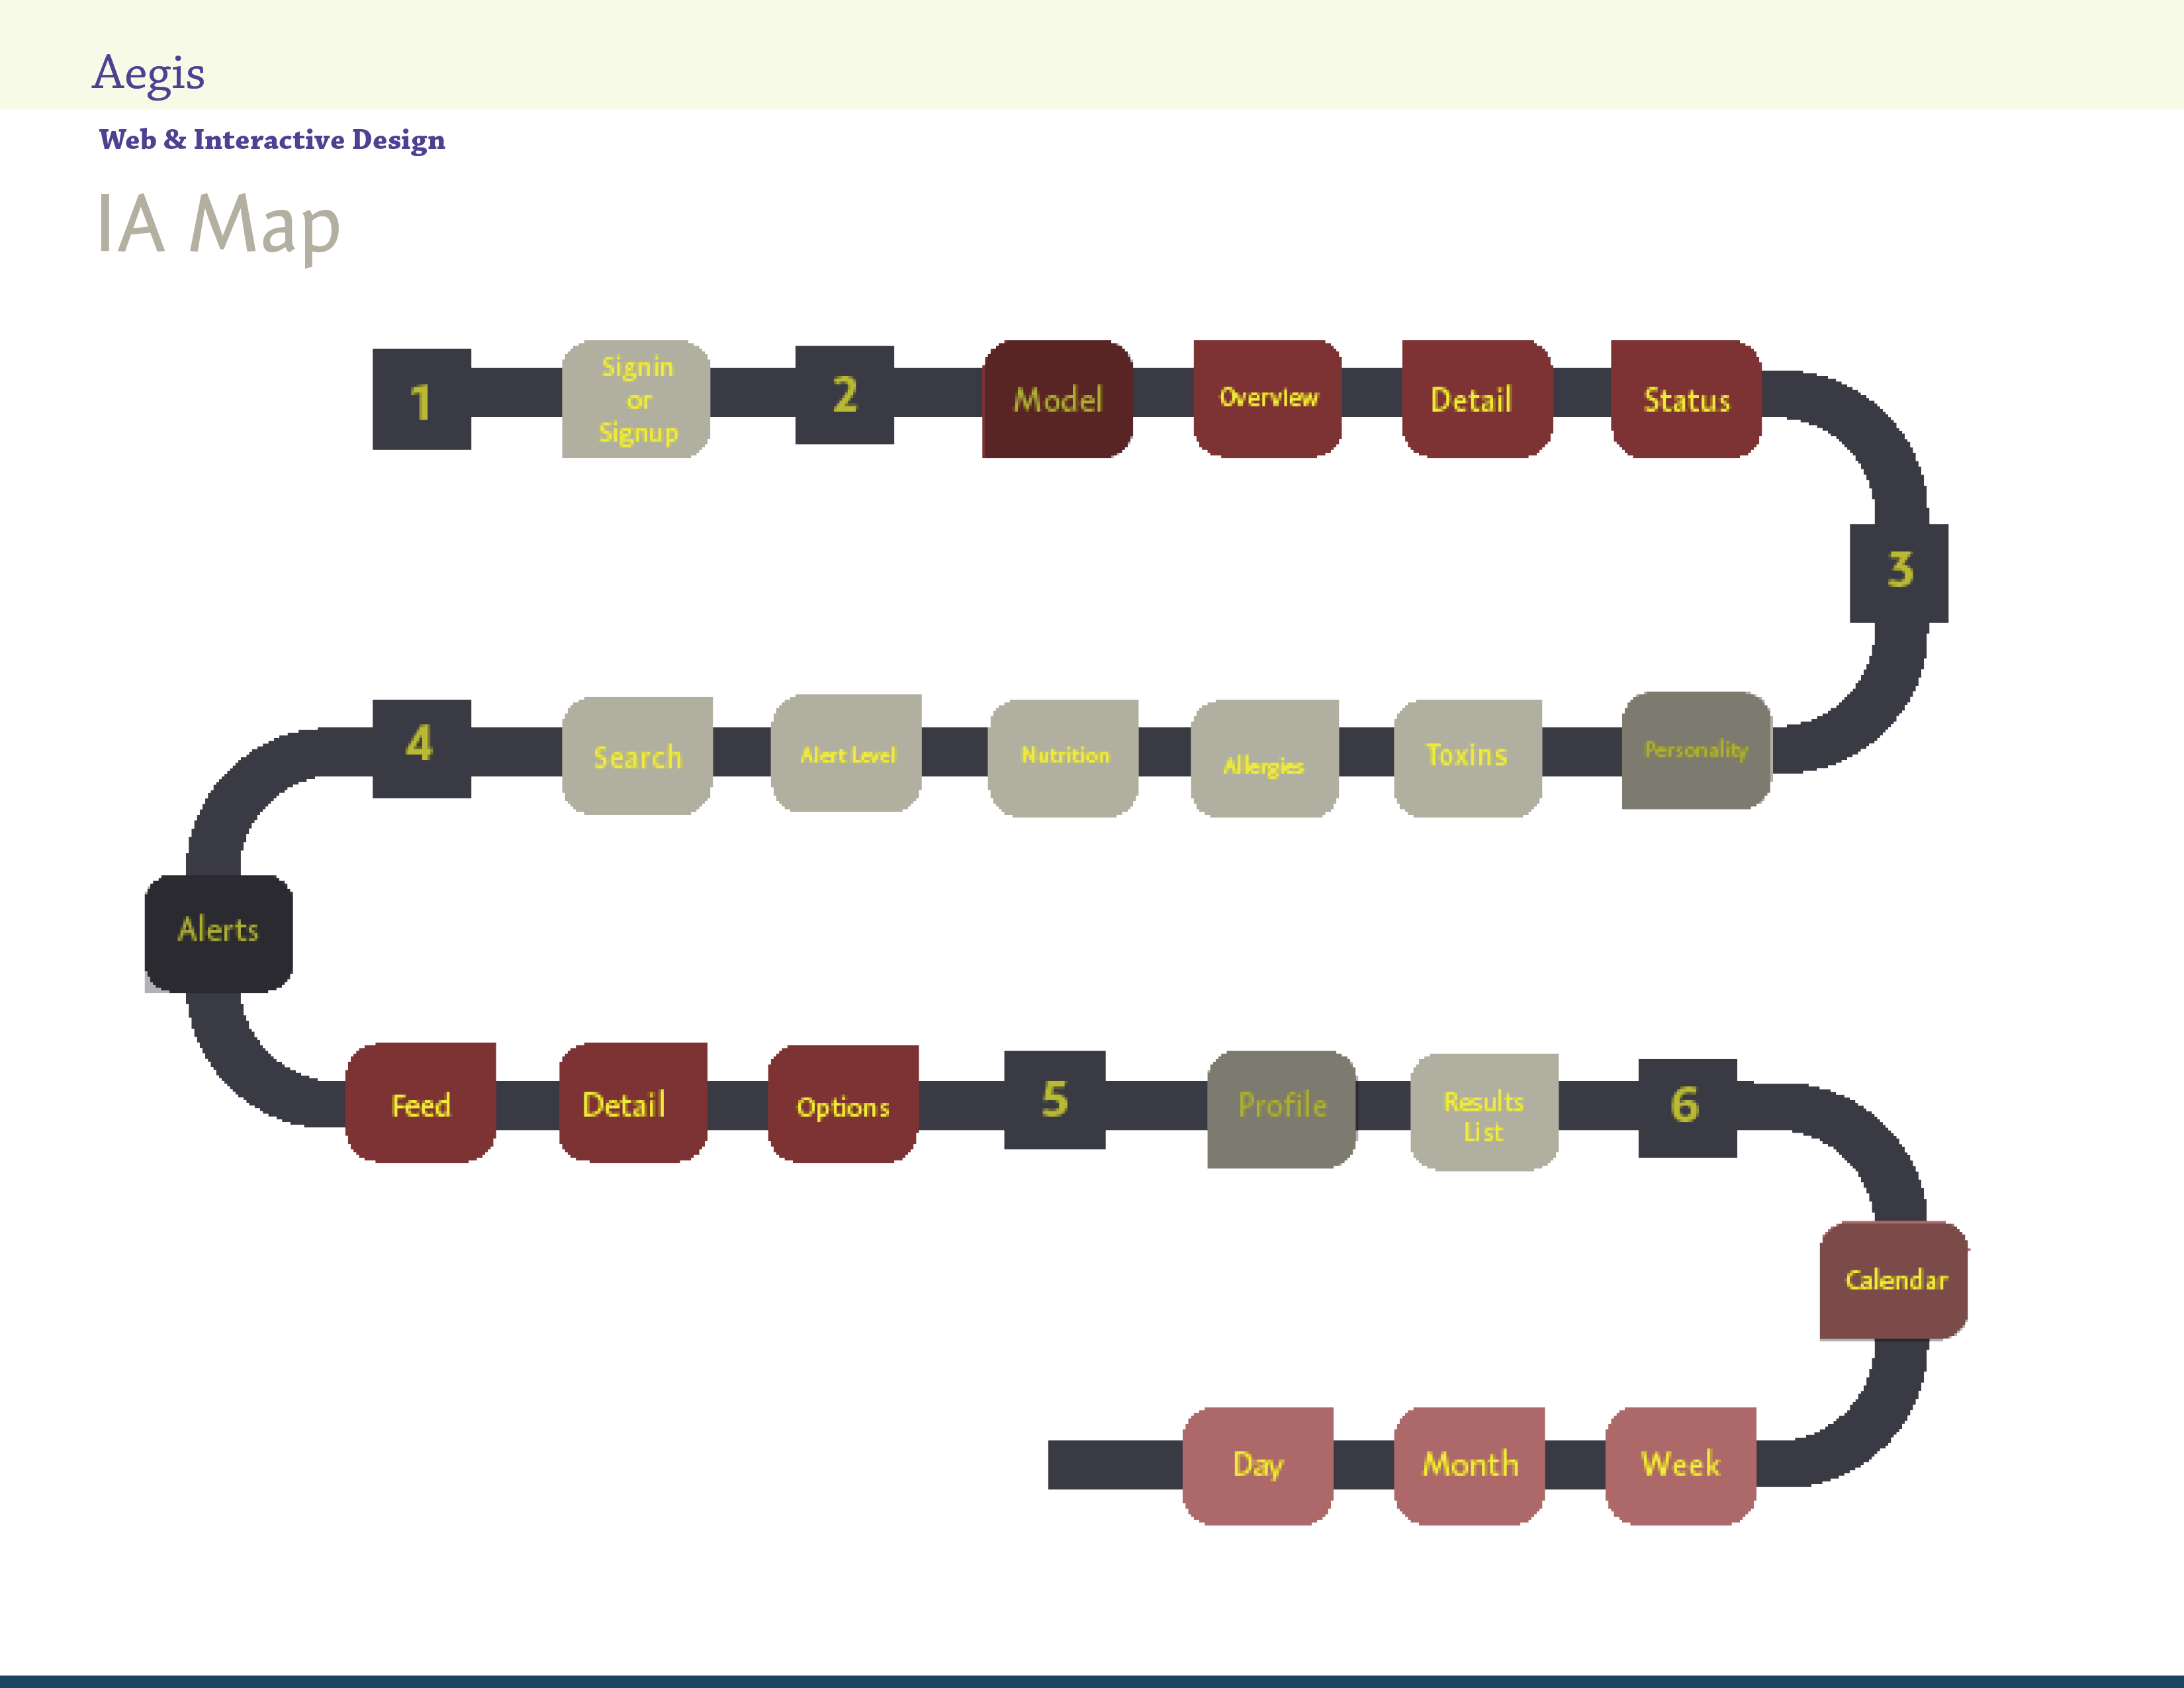 Aegis
Web & Interactive Design
IA Map
1
Signin
or
Signup
2
Model
Overview
Detail
Status
3
Personality
Toxins
Allergies
Nutrition
Alert Level
Search
4
Alerts
Feed
Detail
Options
5
Profile
Results
List
6
Calendar
Week
Month
Day